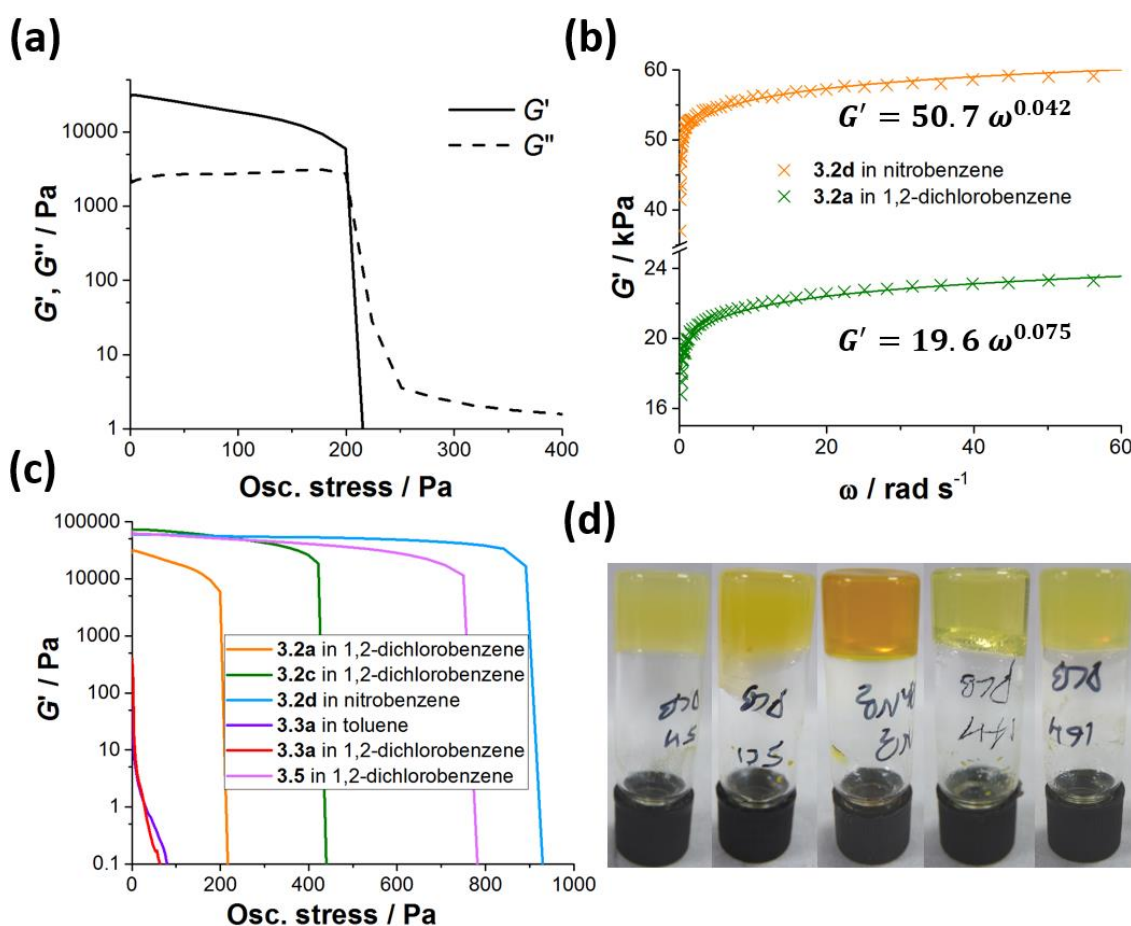 (a)
10000
1000
100
10
1
G', G'' / Pa
G'
G''
0
100
200
300
400
Osc. stress / Pa
(b)
60
50
40
24
20
16
G' / kPa
G′ = 50.7 ω^0.042
3.2d in nitrobenzene
3.2a in 1,2-dichlorobenzene
G′ = 19.6 ω^0.075
0
20
40
60
ω / rad s⁻¹
(c)
100000
10000
1000
100
10
1
0.1
G' / Pa
3.2a in 1,2-dichlorobenzene
3.2c in 1,2-dichlorobenzene
3.2d in nitrobenzene
3.3a in toluene
3.3a in 1,2-dichlorobenzene
3.5 in 1,2-dichlorobenzene
0
200
400
600
800
1000
Osc. stress / Pa
(d)